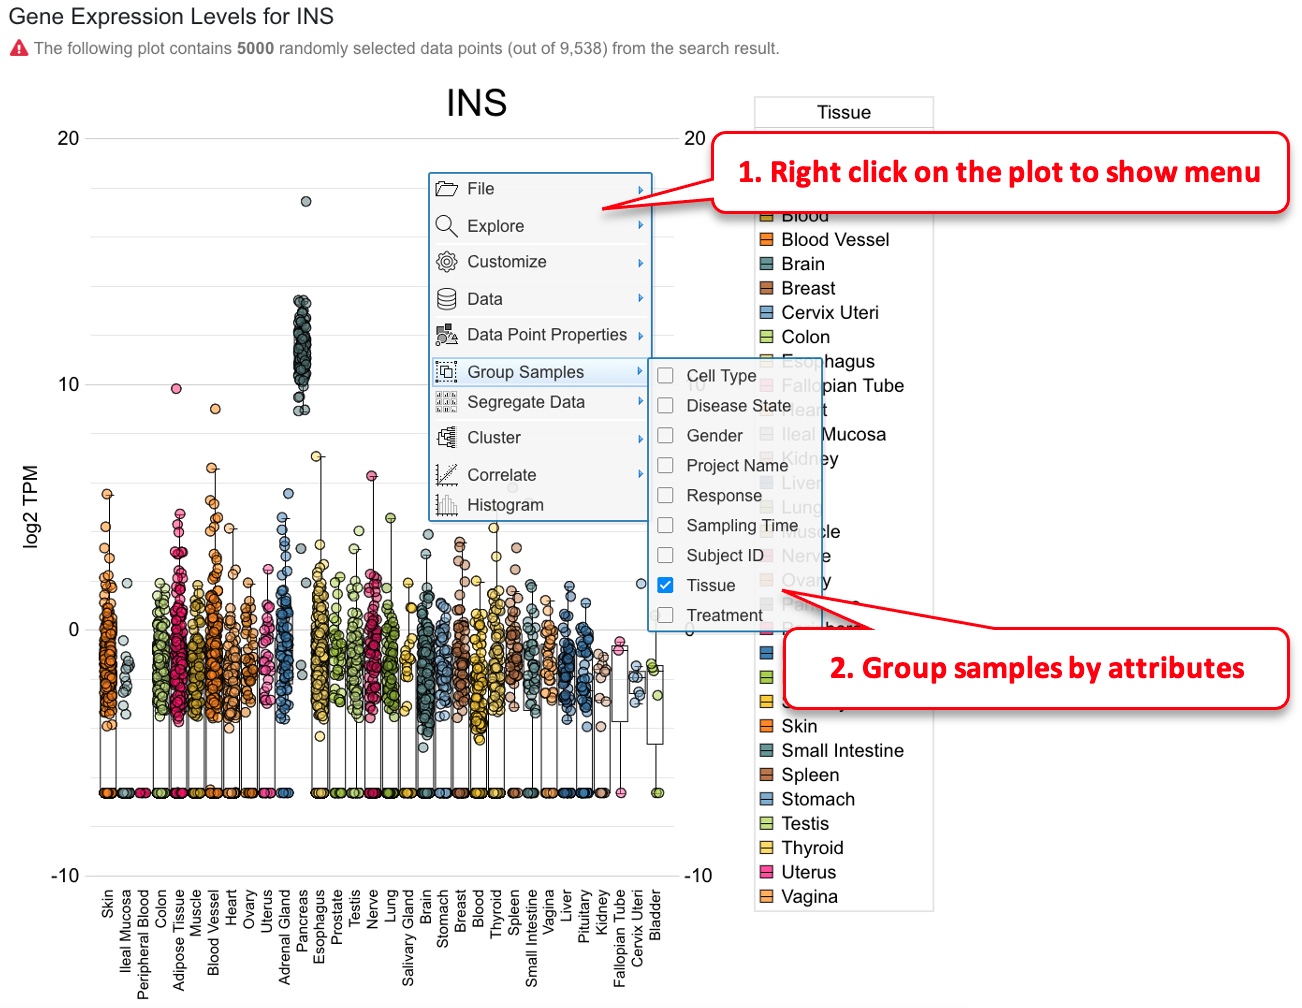 Gene Expression Levels for INS
The following plot contains 5000 randomly selected data points (out of 9,538) from the search result.
INS
Tissue
20
20
1. Right click on the plot to show menu
File
Explore
Customize
Data
Data Point Properties
Group Samples
Segregate Data
Cluster
Correlate
Histogram
Cell Type
Disease State
Gender
Project Name
Response
Sampling Time
Subject ID
Tissue
Treatment
2. Group samples by attributes
Blood
Blood Vessel
Brain
Breast
Cervix Uteri
Colon
Esophagus
Fallopian Tube
Heart
Ileal Mucosa
Kidney
Liver
Lung
Muscle
Nerve
Ovary
Skin
Small Intestine
Spleen
Stomach
Testis
Thyroid
Uterus
Vagina
10
10
0
0
-10
-10
log2 TPM
Skin
Ileal Mucosa
Peripheral Blood
Colon
Adipose Tissue
Muscle
Blood Vessel
Heart
Ovary
Uterus
Adrenal Gland
Pancreas
Esophagus
Prostate
Testis
Nerve
Lung
Salivary Gland
Brain
Stomach
Breast
Blood
Thyroid
Spleen
Small Intestine
Vagina
Liver
Pituitary
Kidney
Fallopian Tube
Cervix Uteri
Bladder